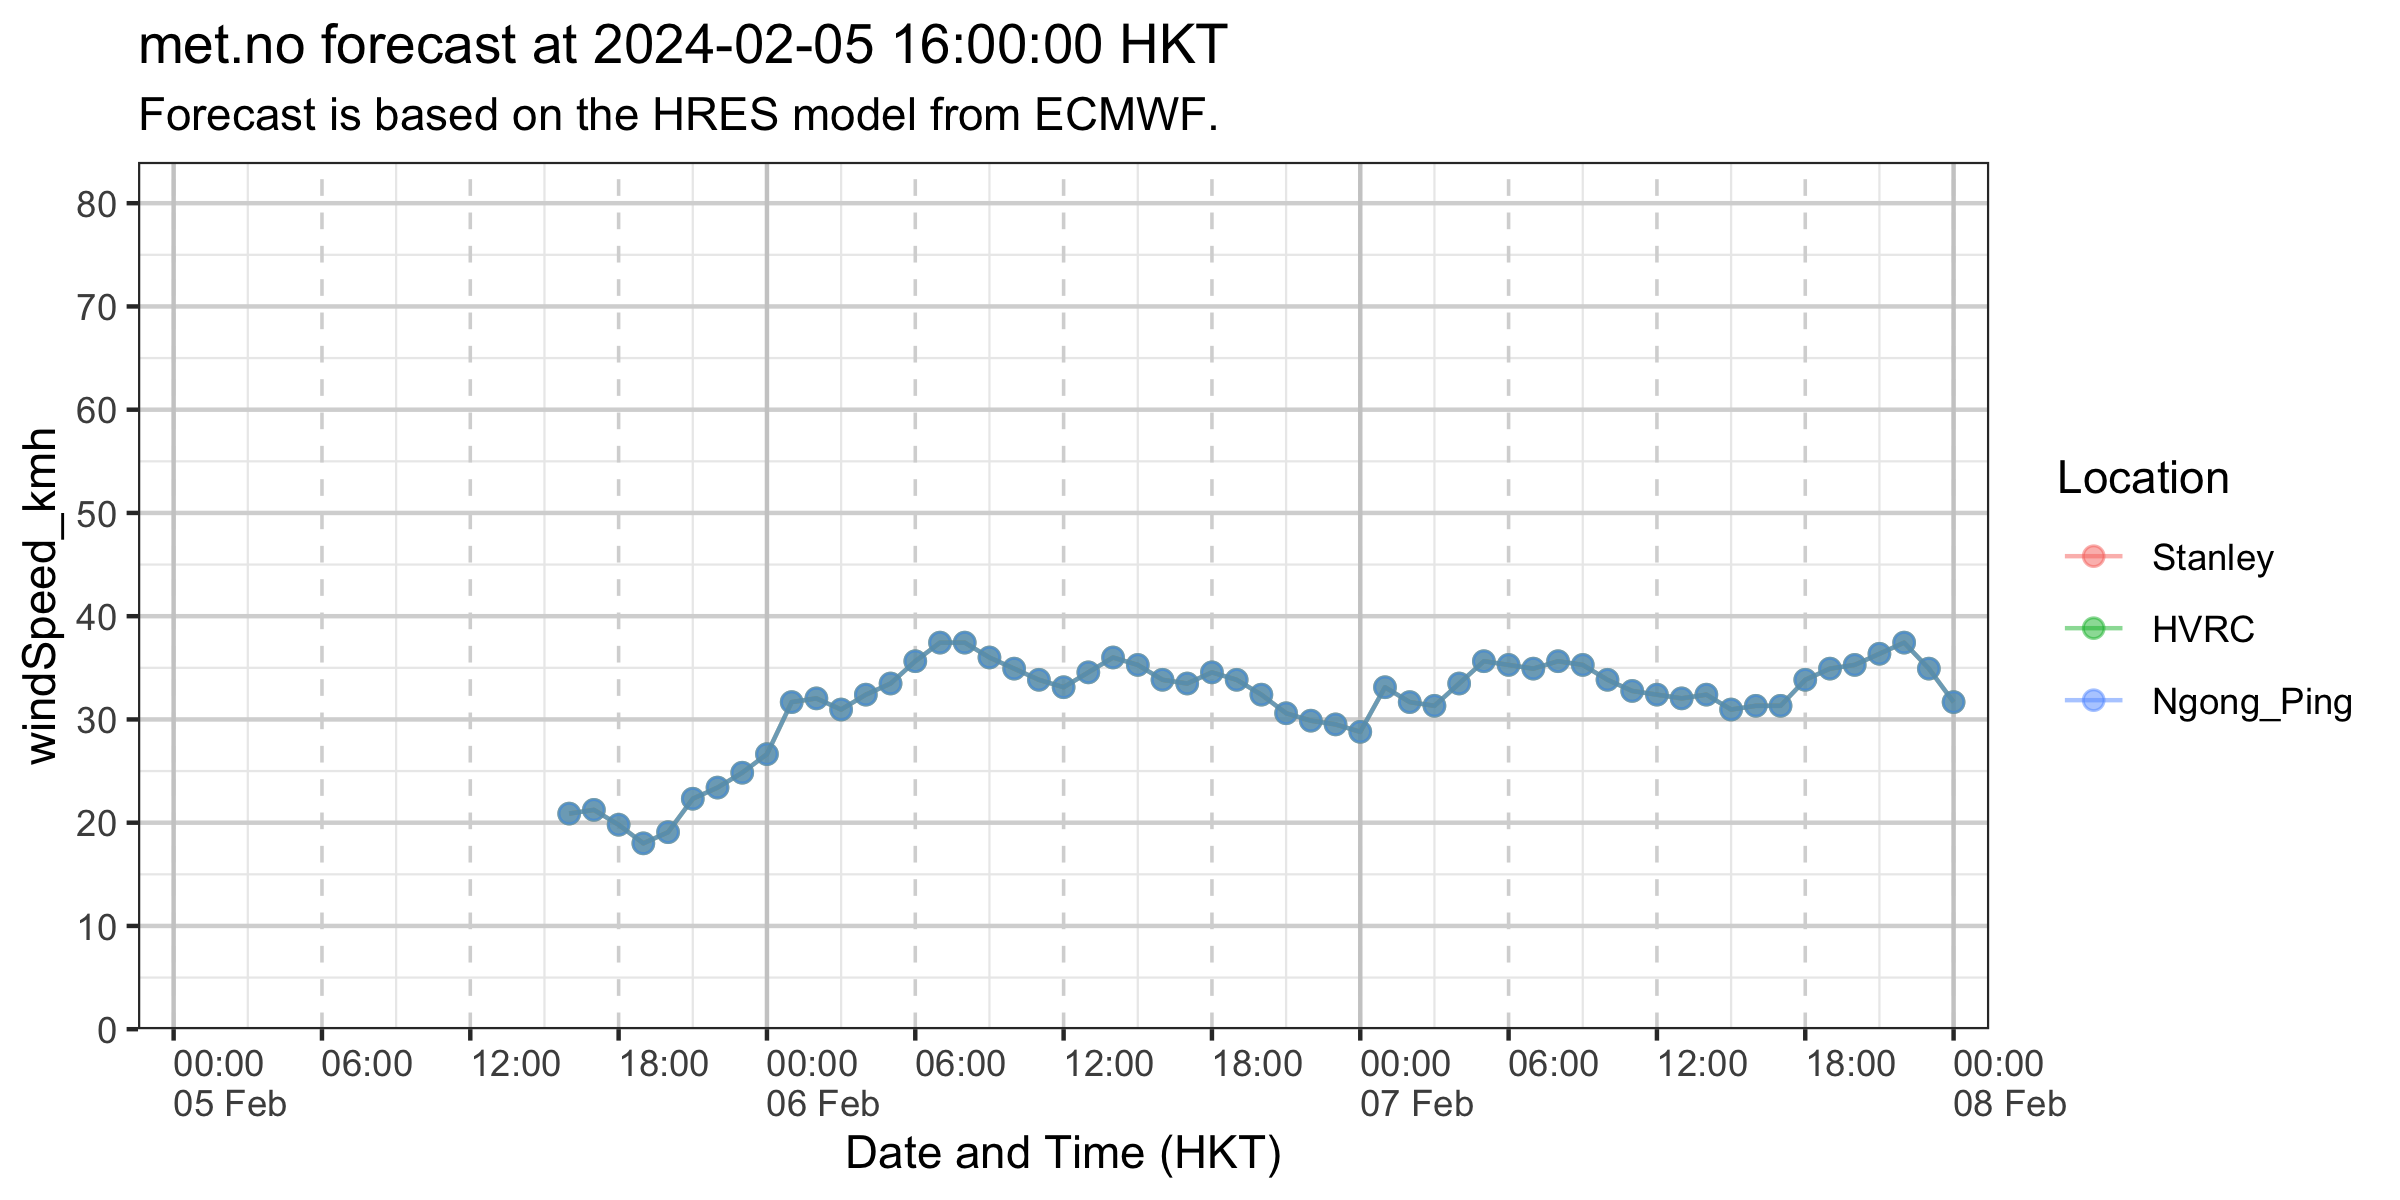 met.no forecast at 2024-02-05 16:00:00 HKT
Forecast is based on the HRES model from ECMWF.
windSpeed_kmh
80
70
60
50
40
30
20
10
0
00:00 06:00 12:00 18:00 00:00 06:00 12:00 18:00 00:00 06:00 12:00 18:00 00:00
05 Feb 06 Feb 07 Feb 08 Feb
Date and Time (HKT)
Location
Stanley
HVRC
Ngong_Ping